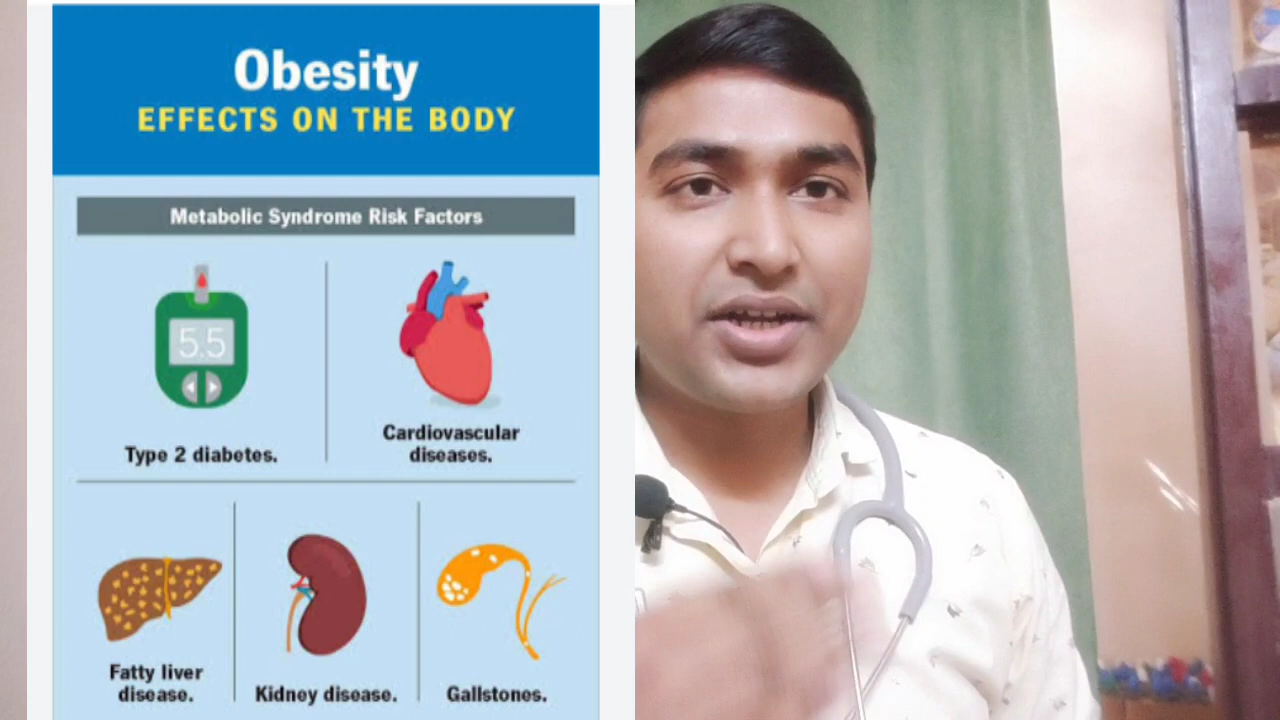 Obesity
EFFECTS ON THE BODY
Metabolic Syndrome Risk Factors
5.5
Type 2 diabetes.
Cardiovascular
diseases.
Fatty liver
disease.
Kidney disease.
Gallstones.